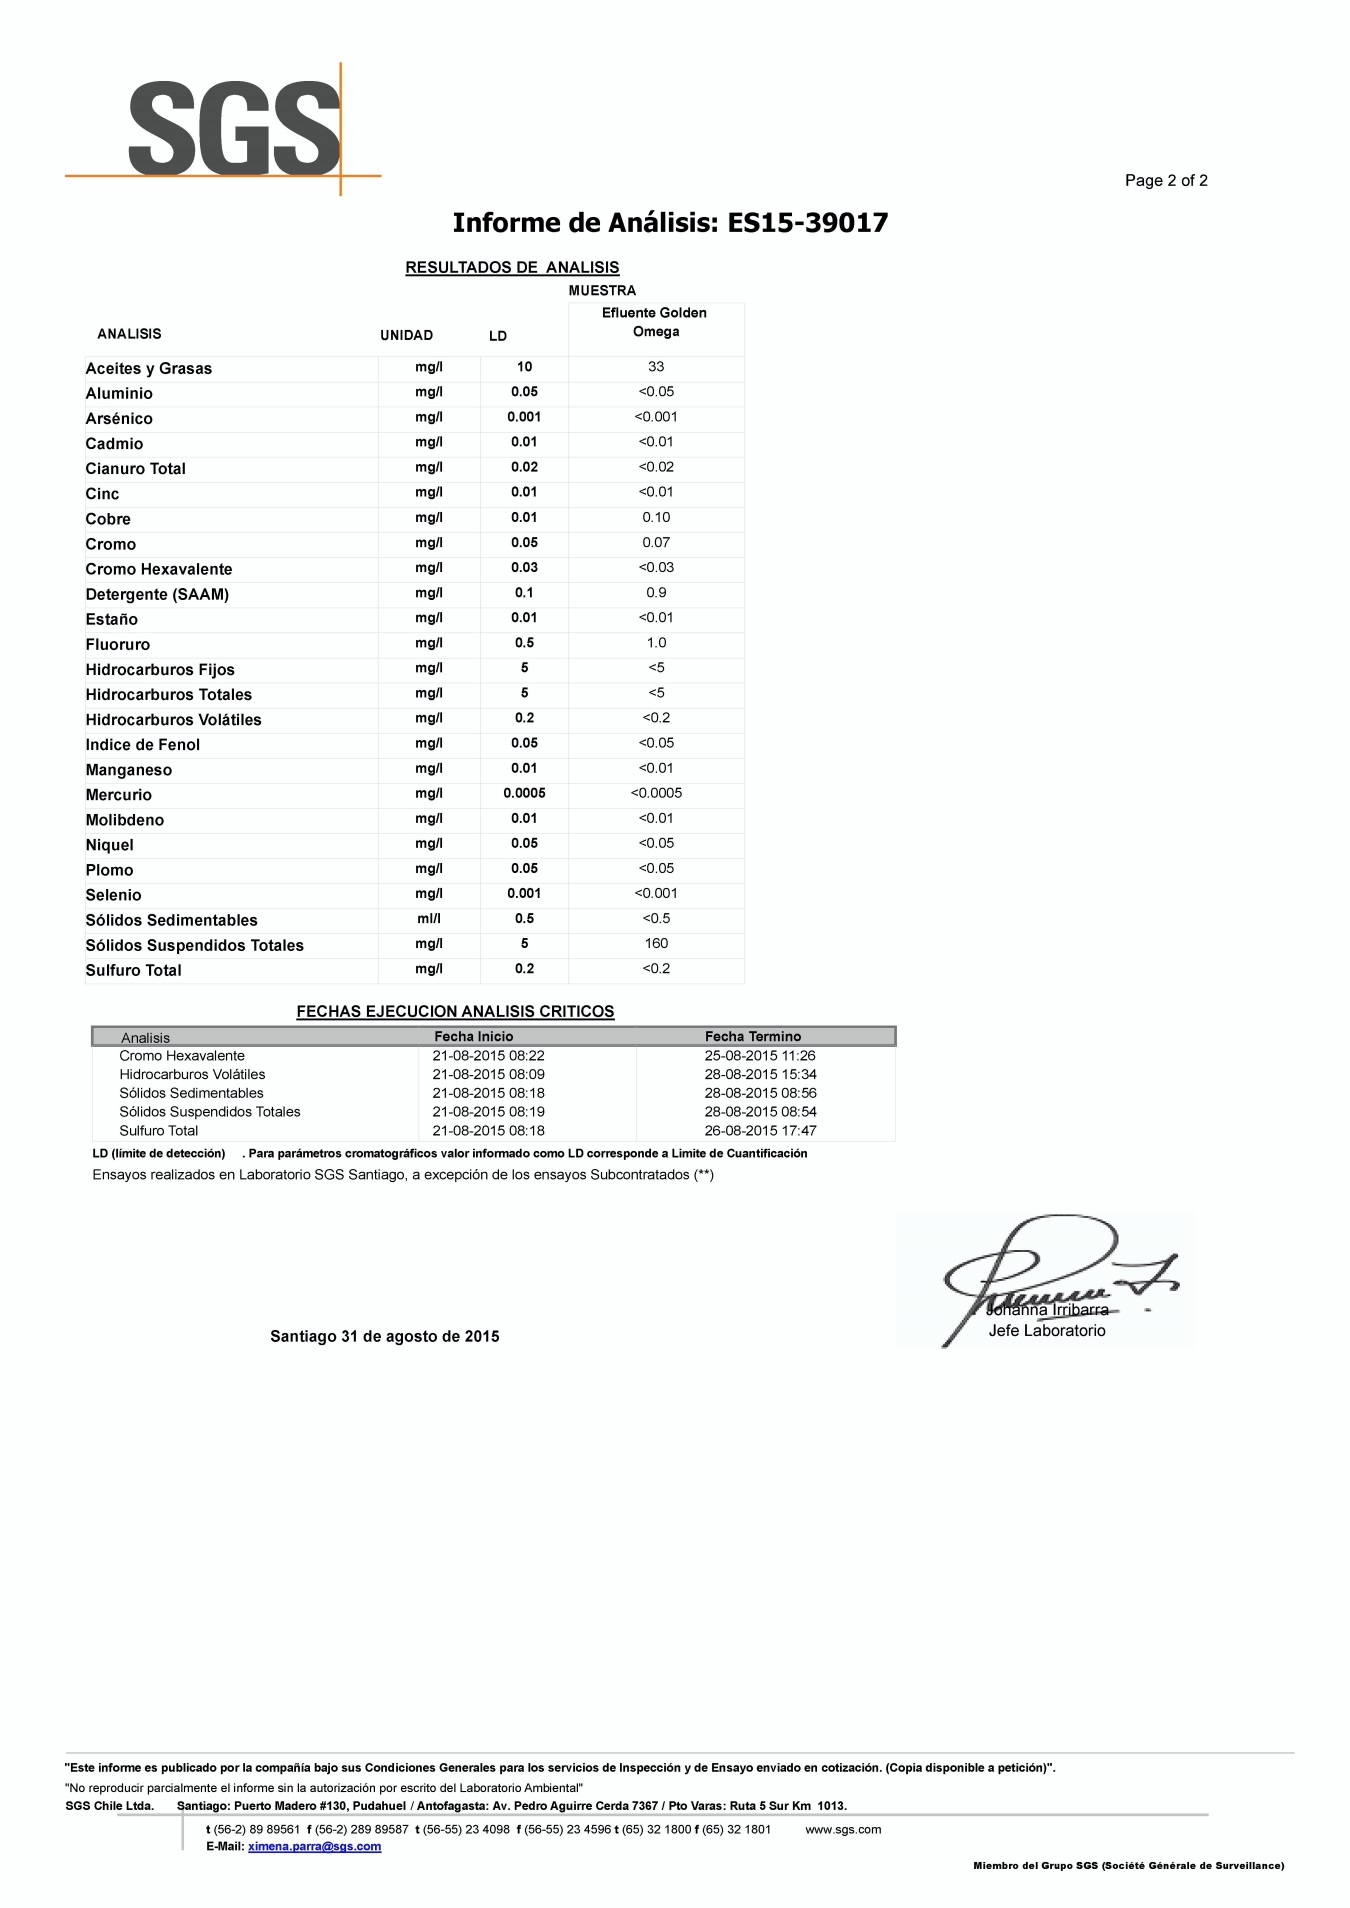 SGS
Page 2 of 2
Informe de Análisis: ES15-39017
RESULTADOS DE ANALISIS
MUESTRA
ANALISIS UNIDAD LD Efluente Golden
Omega
Aceites y Grasas mg/l 10 33
Aluminio mg/l 0.05 <0.05
Arsénico mg/l 0.001 <0.001
Cadmio mg/l 0.01 <0.01
Cianuro Total mg/l 0.02 <0.02
Cinc mg/l 0.01 <0.01
Cobre mg/l 0.01 0.10
Cromo mg/l 0.05 0.07
Cromo Hexavalente mg/l 0.03 <0.03
Detergente (SAAM) mg/l 0.1 0.9
Estaño mg/l 0.01 <0.01
Fluoruro mg/l 0.5 1.0
Hidrocarburos Fijos mg/l 5 <5
Hidrocarburos Totales mg/l 5 <5
Hidrocarburos Volátiles mg/l 0.2 <0.2
Indice de Fenol mg/l 0.05 <0.05
Manganeso mg/l 0.01 <0.01
Mercurio mg/l 0.0005 <0.0005
Molibdeno mg/l 0.01 <0.01
Niquel mg/l 0.05 <0.05
Plomo mg/l 0.05 <0.05
Selenio mg/l 0.001 <0.001
Sólidos Sedimentables ml/l 0.5 <0.5
Sólidos Suspendidos Totales mg/l 5 160
Sulfuro Total mg/l 0.2 <0.2
FECHAS EJECUCION ANALISIS CRITICOS
Analisis Fecha Inicio Fecha Termino
Cromo Hexavalente 21-08-2015 08:22 25-08-2015 11:26
Hidrocarburos Volátiles 21-08-2015 08:09 28-08-2015 15:34
Sólidos Sedimentables 21-08-2015 08:18 28-08-2015 08:56
Sólidos Suspendidos Totales 21-08-2015 08:19 28-08-2015 08:54
Sulfuro Total 21-08-2015 08:18 26-08-2015 17:47
LD (límite de detección) . Para parámetros cromatográficos valor informado como LD corresponde a Limite de Cuantificación
Ensayos realizados en Laboratorio SGS Santiago, a excepción de los ensayos Subcontratados (**)
Johanna Irribarra
Jefe Laboratorio
Santiago 31 de agosto de 2015
"Este informe es publicado por la compañía bajo sus Condiciones Generales para los servicios de Inspección y de Ensayo enviado en cotización. (Copia disponible a petición)".
"No reproducir parcialmente el informe sin la autorización por escrito del Laboratorio Ambiental"
SGS Chile Ltda. Santiago: Puerto Madero #130, Pudahuel / Antofagasta: Av. Pedro Aguirre Cerda 7367 / Pto Varas: Ruta 5 Sur Km 1013.
t (56-2) 89 89561 f (56-2) 289 89587 t (56-55) 23 4098 f (56-55) 23 4596 t (65) 32 1800 f (65) 32 1801 www.sgs.com
E-Mail: ximena.parra@sgs.com
Miembro del Grupo SGS (Société Générale de Surveillance)